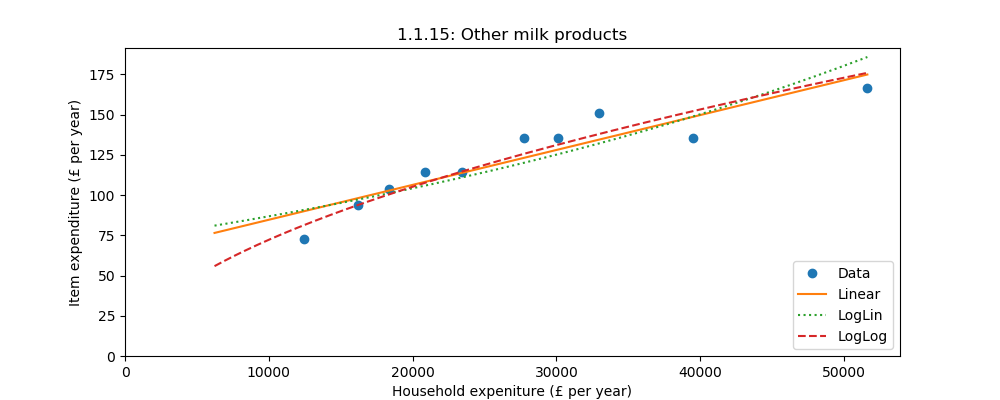 1.1.15: Other milk products
Item expenditure (£ per year)
175
150
125
100
75
50
25
0
0 10000 20000 30000 40000 50000
Household expeniture (£ per year)
Data
Linear
LogLin
LogLog